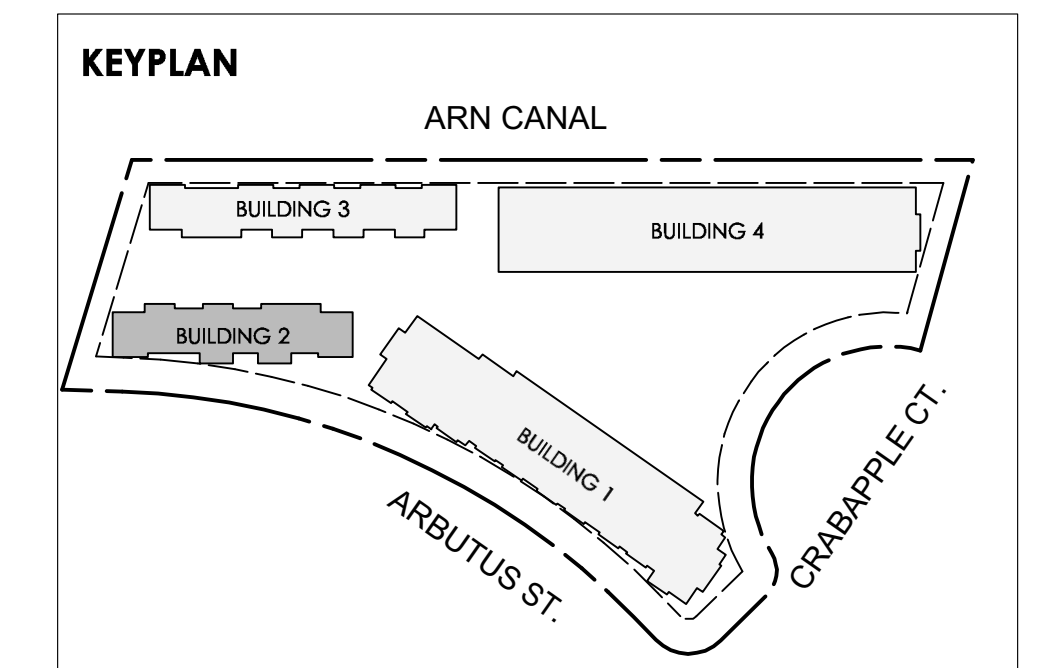 KEYPLAN
ARN CANAL
BUILDING 3
BUILDING 4
BUILDING 2
BUILDING 1
ARBUTUS ST.
CRABAPPLE CT.